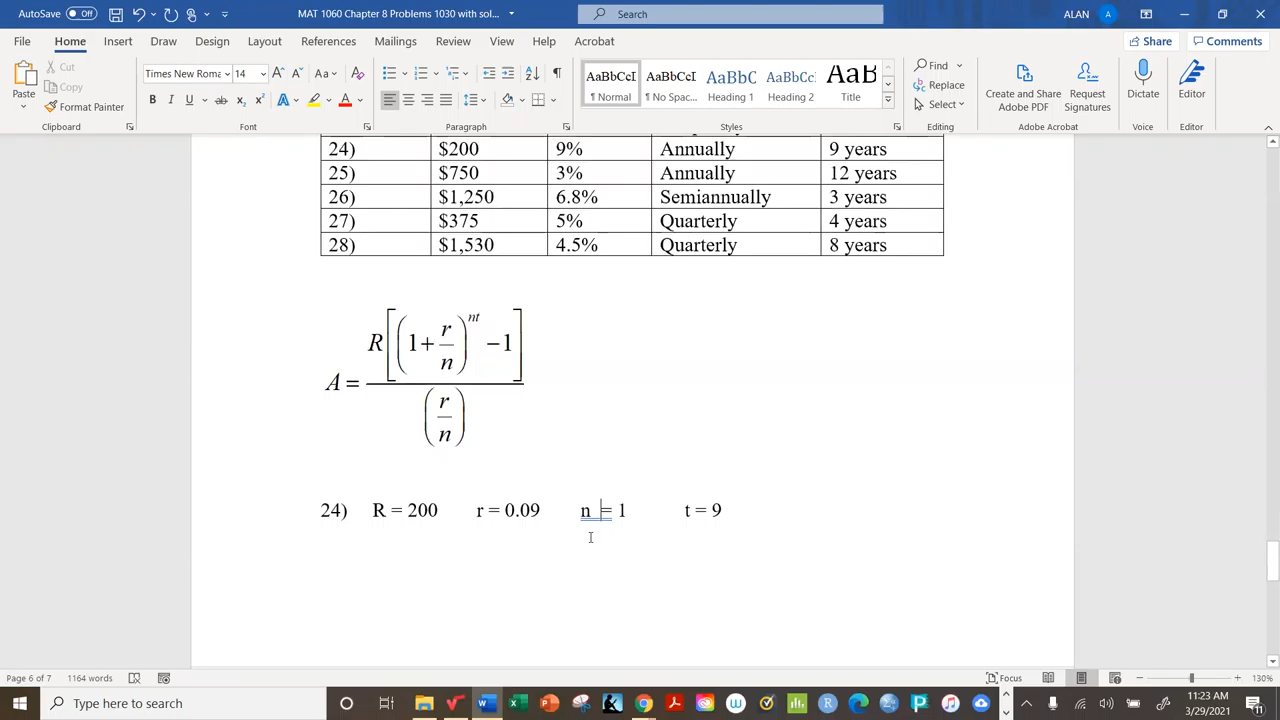 AutoSave Off MAT 1060 Chapter 8 Problems 1030 with sol... Search ALAN A
File Home Insert Draw Design Layout References Mailings Review View Help Acrobat Share Comments
Paste Cut Copy Format Painter
Times New Roma 14 Aa
B I U ab x₂ x² A A
AaBbCcI AaBbCcI AaBbC AaBbCc AaB
¶ Normal ¶ No Spac... Heading 1 Heading 2 Title
Find Replace Select
Create and Share Adobe PDF Request Signatures Dictate Editor
Clipboard Font Paragraph Styles Editing Adobe Acrobat Voice Editor
24) $200 9% Annually 9 years
25) $750 3% Annually 12 years
26) $1,250 6.8% Semiannually 3 years
27) $375 5% Quarterly 4 years
28) $1,530 4.5% Quarterly 8 years
A = R[(1+r/n)^nt −1] / (r/n)
24) R = 200 r = 0.09 n = 1 t = 9
Page 6 of 7 1164 words Focus 130%
Type here to search 11:23 AM
3/29/2021